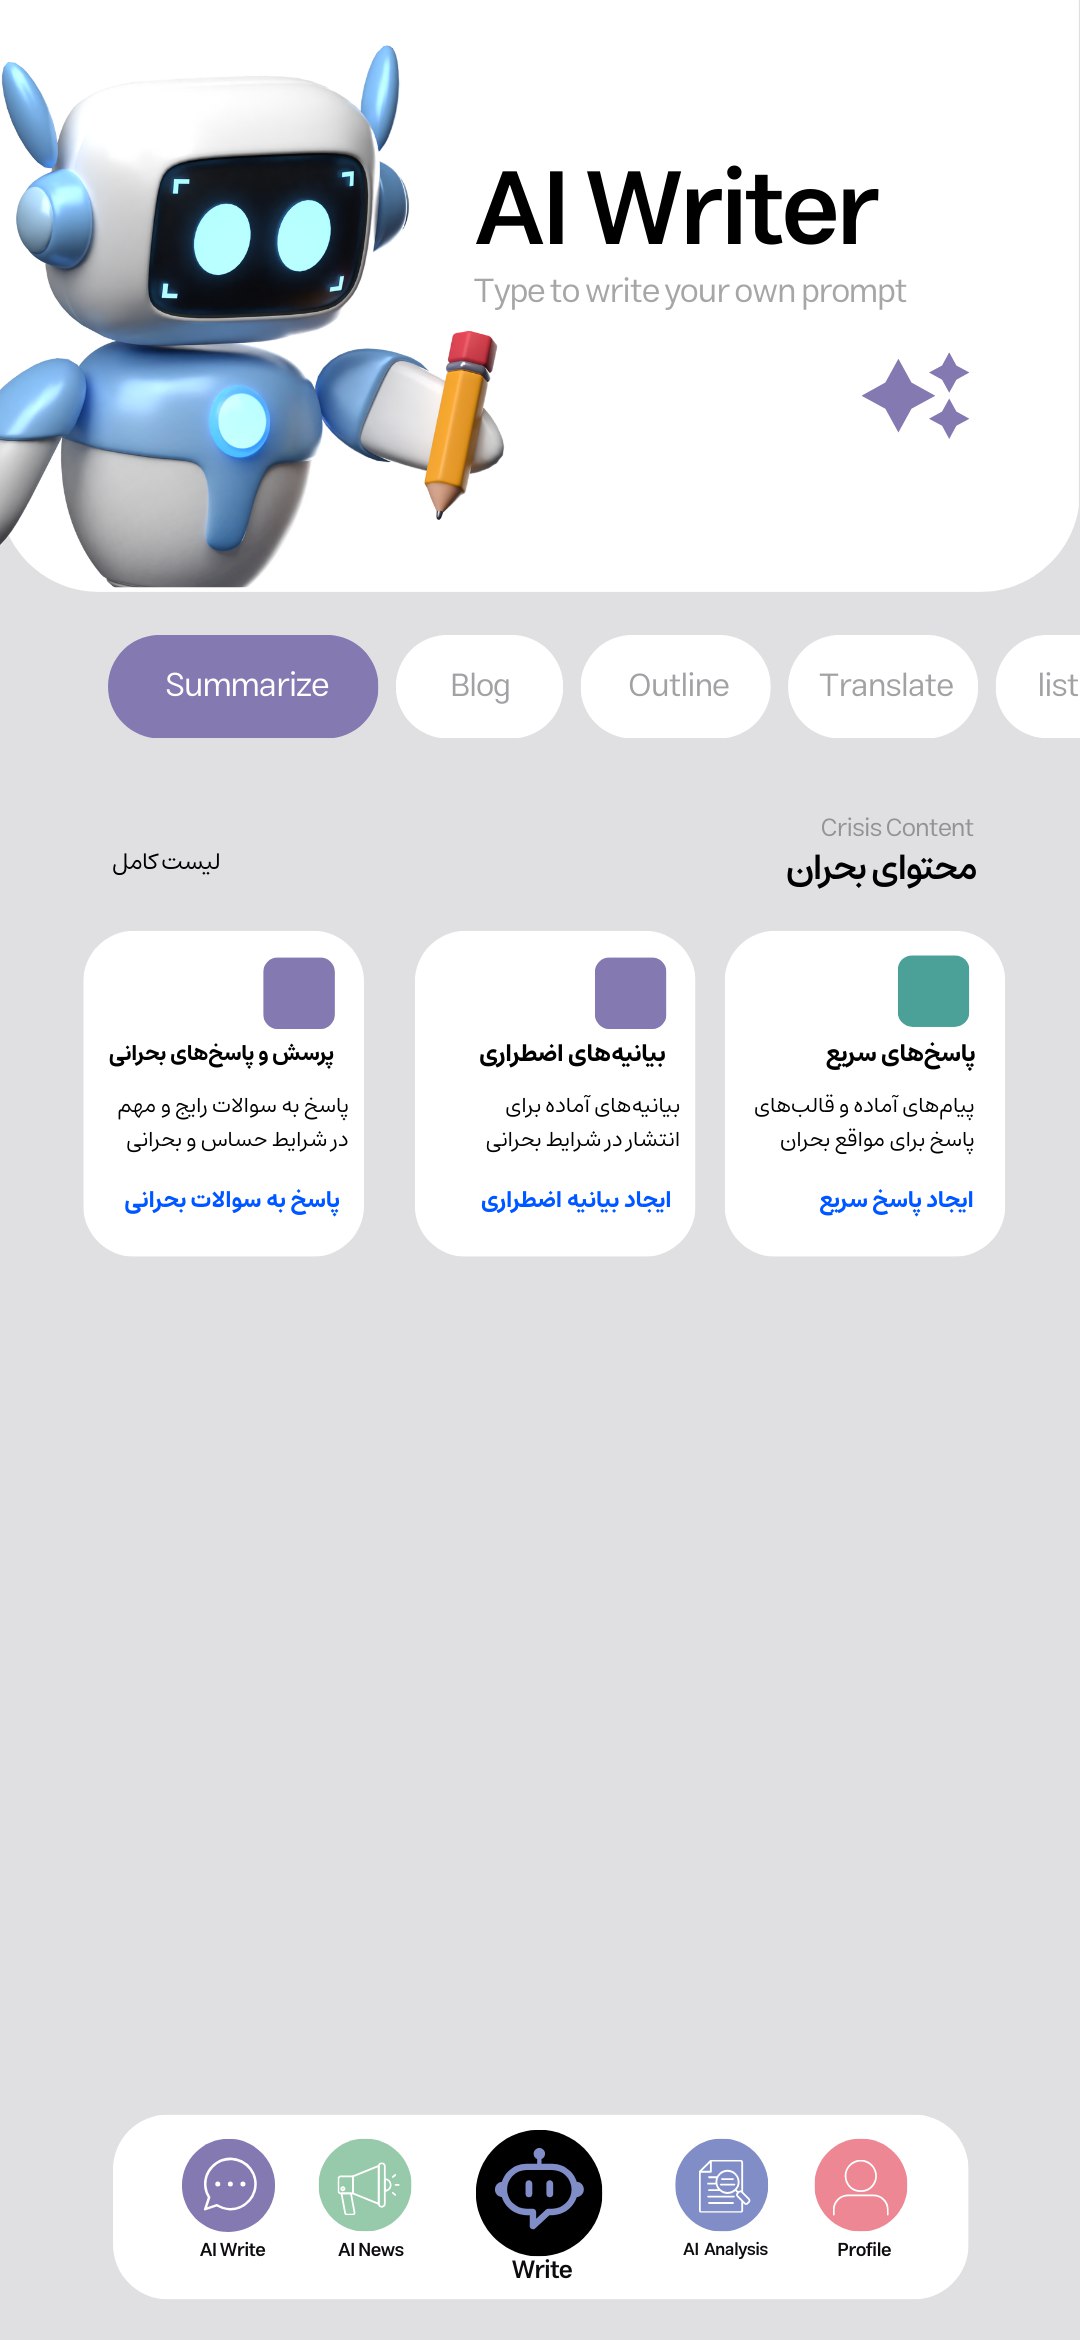 AI Writer
Type to write your own prompt
Summarize
Blog
Outline
Translate
list
Crisis Content
محتوای بحران
لیست کامل
پاسخ‌های سریع
پیام‌های آماده و قالب‌های
پاسخ برای مواقع بحران
ایجاد پاسخ سریع
بیانیه‌های اضطراری
بیانیه‌های آماده برای
انتشار در شرایط بحرانی
ایجاد بیانیه اضطراری
پرسش و پاسخ‌های بحرانی
پاسخ به سوالات رایج و مهم
در شرایط حساس و بحرانی
پاسخ به سوالات بحرانی
AI Write
AI News
Write
AI Analysis
Profile